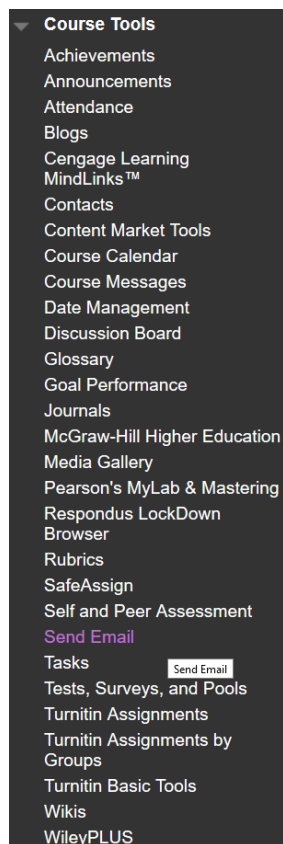 Course Tools
Achievements
Announcements
Attendance
Blogs
Cengage Learning
MindLinks™
Contacts
Content Market Tools
Course Calendar
Course Messages
Date Management
Discussion Board
Glossary
Goal Performance
Journals
McGraw-Hill Higher Education
Media Gallery
Pearson's MyLab & Mastering
Respondus LockDown
Browser
Rubrics
SafeAssign
Self and Peer Assessment
Send Email
Tasks
Send Email
Tests, Surveys, and Pools
Turnitin Assignments
Turnitin Assignments by
Groups
Turnitin Basic Tools
Wikis
WileyPLUS